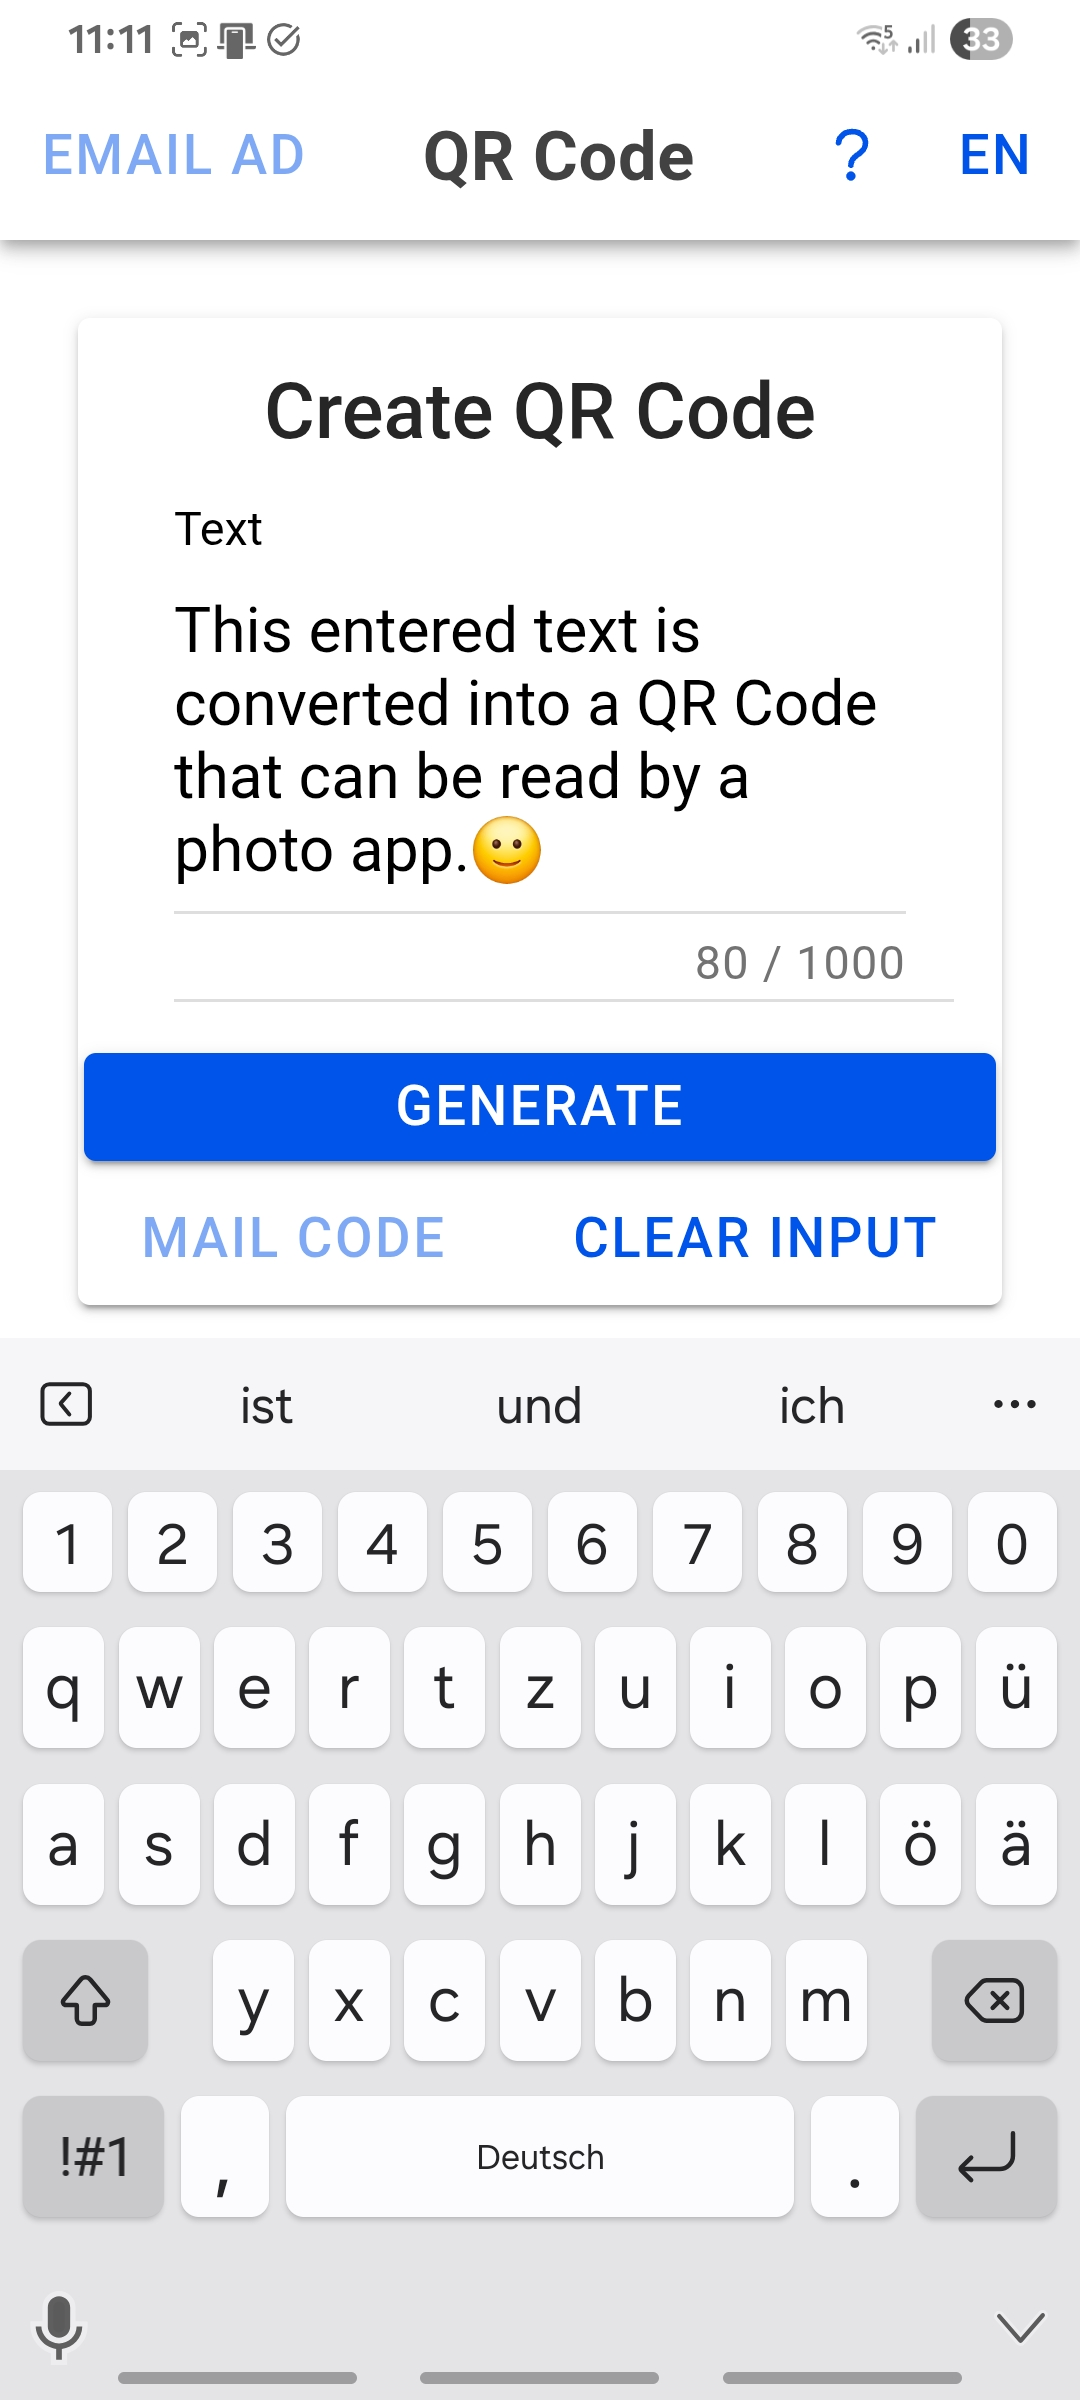 11:11 5 33
EMAIL AD QR Code ? EN
Create QR Code
Text
This entered text is
converted into a QR Code
that can be read by a
photo app.🙂
80 / 1000
GENERATE
MAIL CODE CLEAR INPUT
ist und ich ...
1 2 3 4 5 6 7 8 9 0
q w e r t z u i o p ü
a s d f g h j k l ö ä
y x c v b n m
!#1 , Deutsch .